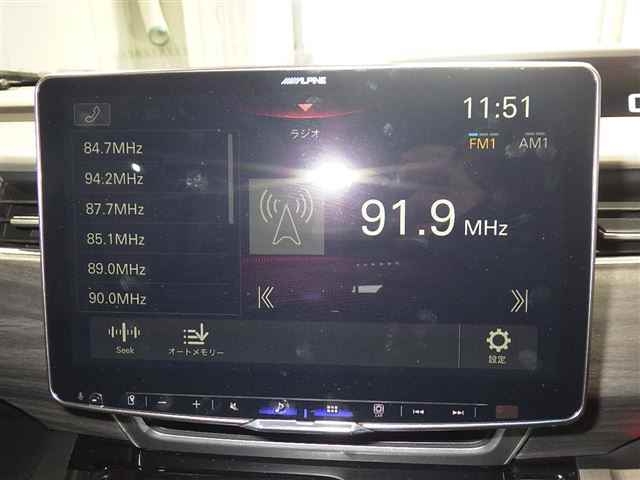 ALPINE
11:51
ラジオ
FM1 AM1
84.7MHz
94.2MHz
87.7MHz
85.1MHz
89.0MHz
90.0MHz
91.9 MHz
Seek
オートメモリー
設定